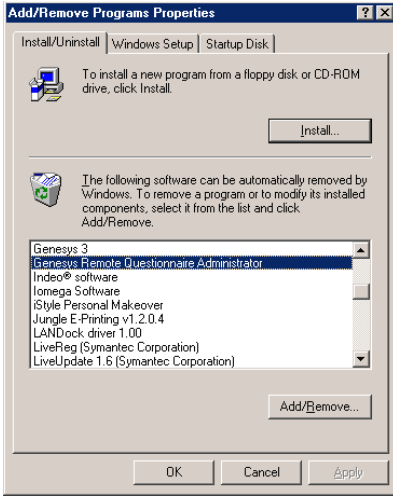 Add/Remove Programs Properties
Install/Uninstall Windows Setup Startup Disk
To install a new program from a floppy disk or CD-ROM
drive, click Install.
Install...
The following software can be automatically removed by
Windows. To remove a program or to modify its installed
components, select it from the list and click
Add/Remove.
Genesys 3
Genesys Remote Questionnaire Administrator
Indeo® software
Iomega Software
iStyle Personal Makeover
Jungle E-Printing v1.2.0.4
LANDock driver 1.00
LiveReg (Symantec Corporation)
LiveUpdate 1.6 (Symantec Corporation)
Add/Remove...
OK Cancel Apply